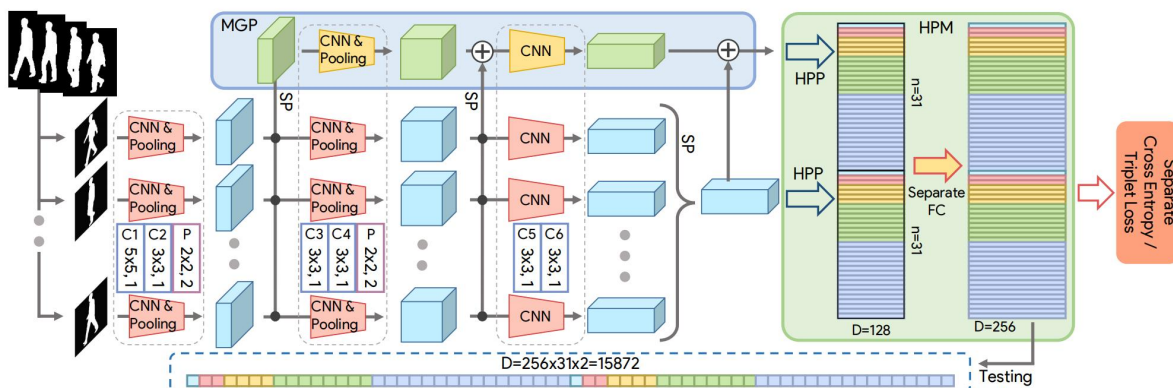 MGP
CNN &
Pooling
CNN
HPM
HPP
n=31
SP
SP
CNN &
Pooling
CNN &
Pooling
CNN
SP
CNN &
Pooling
CNN &
Pooling
CNN
HPP
Separate
FC
Separate
Cross Entropy /
Triplet Loss
C1
5x5, 1
C2
3x3, 1
P
2x2, 2
C3
3x3, 1
C4
3x3, 1
P
2x2, 2
C5
3x3, 1
C6
3x3, 1
n=31
CNN &
Pooling
CNN &
Pooling
CNN
D=128
D=256
D=256x31x2=15872
Testing